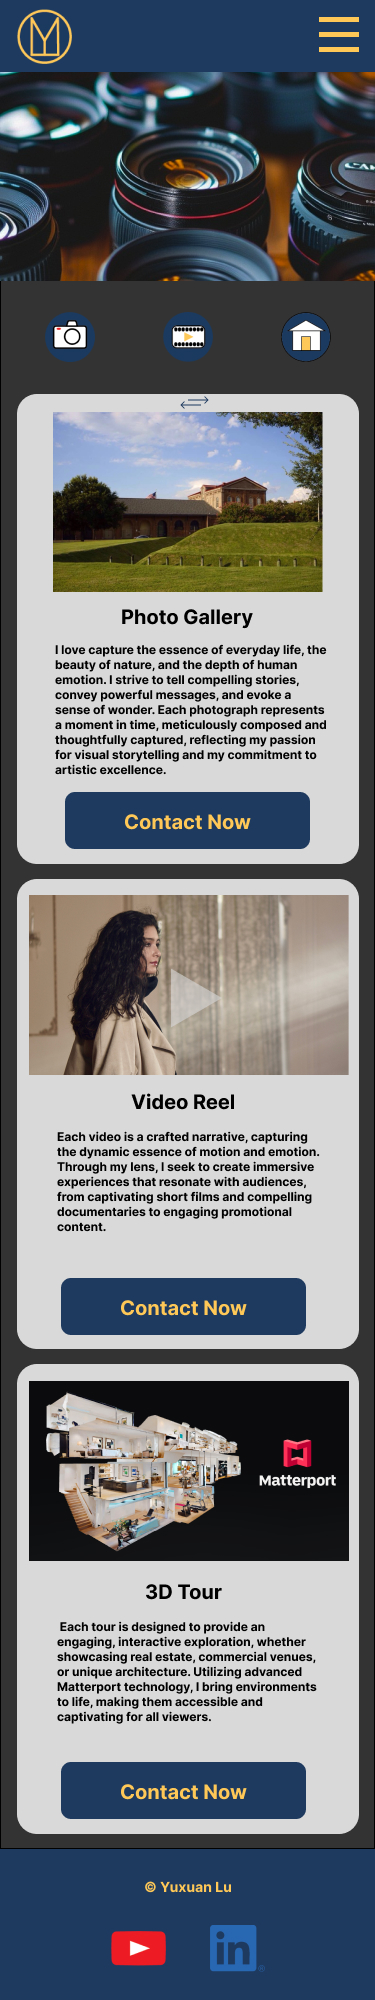 Photo Gallery
I love capture the essence of everyday life, the
beauty of nature, and the depth of human
emotion. I strive to tell compelling stories,
convey powerful messages, and evoke a
sense of wonder. Each photograph represents
a moment in time, meticulously composed and
thoughtfully captured, reflecting my passion
for visual storytelling and my commitment to
artistic excellence.
Contact Now
Video Reel
Each video is a crafted narrative, capturing
the dynamic essence of motion and emotion.
Through my lens, I seek to create immersive
experiences that resonate with audiences,
from captivating short films and compelling
documentaries to engaging promotional
content.
Contact Now
Matterport
3D Tour
Each tour is designed to provide an
engaging, interactive exploration, whether
showcasing real estate, commercial venues,
or unique architecture. Utilizing advanced
Matterport technology, I bring environments
to life, making them accessible and
captivating for all viewers.
Contact Now
© Yuxuan Lu
in